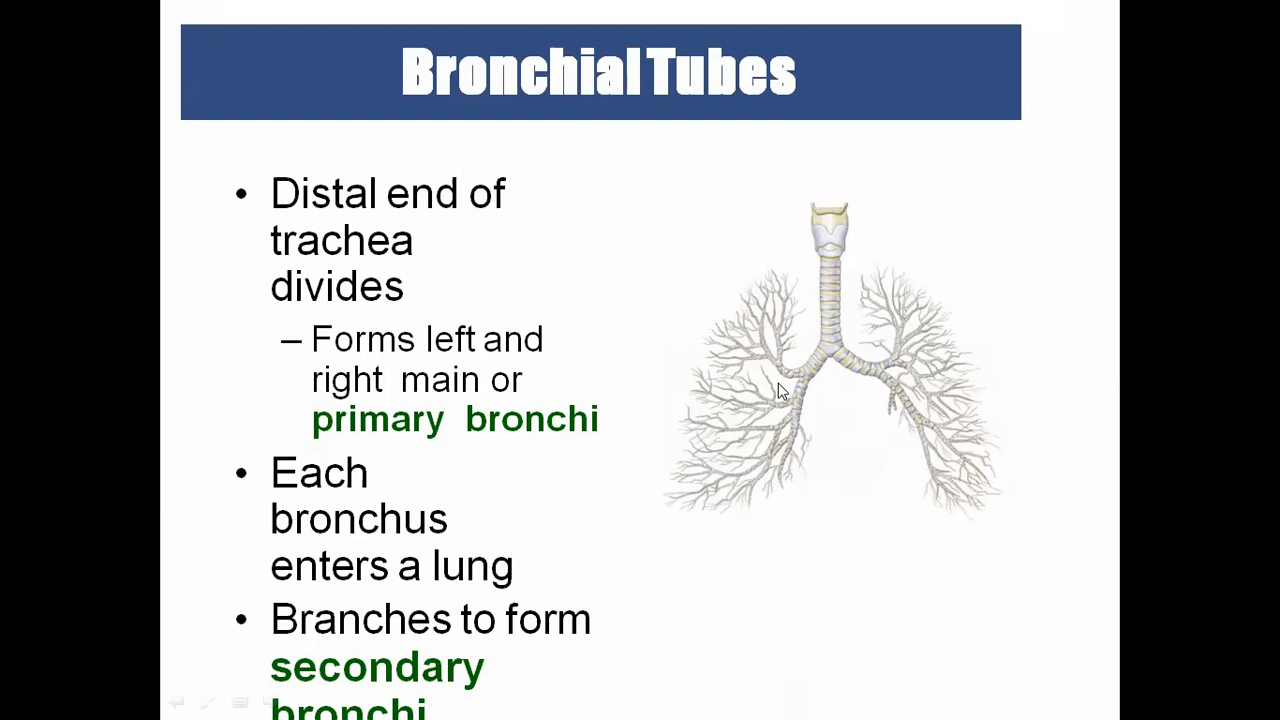 Bronchial Tubes
• Distal end of
trachea
divides
– Forms left and
right main or
primary bronchi
• Each
bronchus
enters a lung
• Branches to form
secondary
bronchi